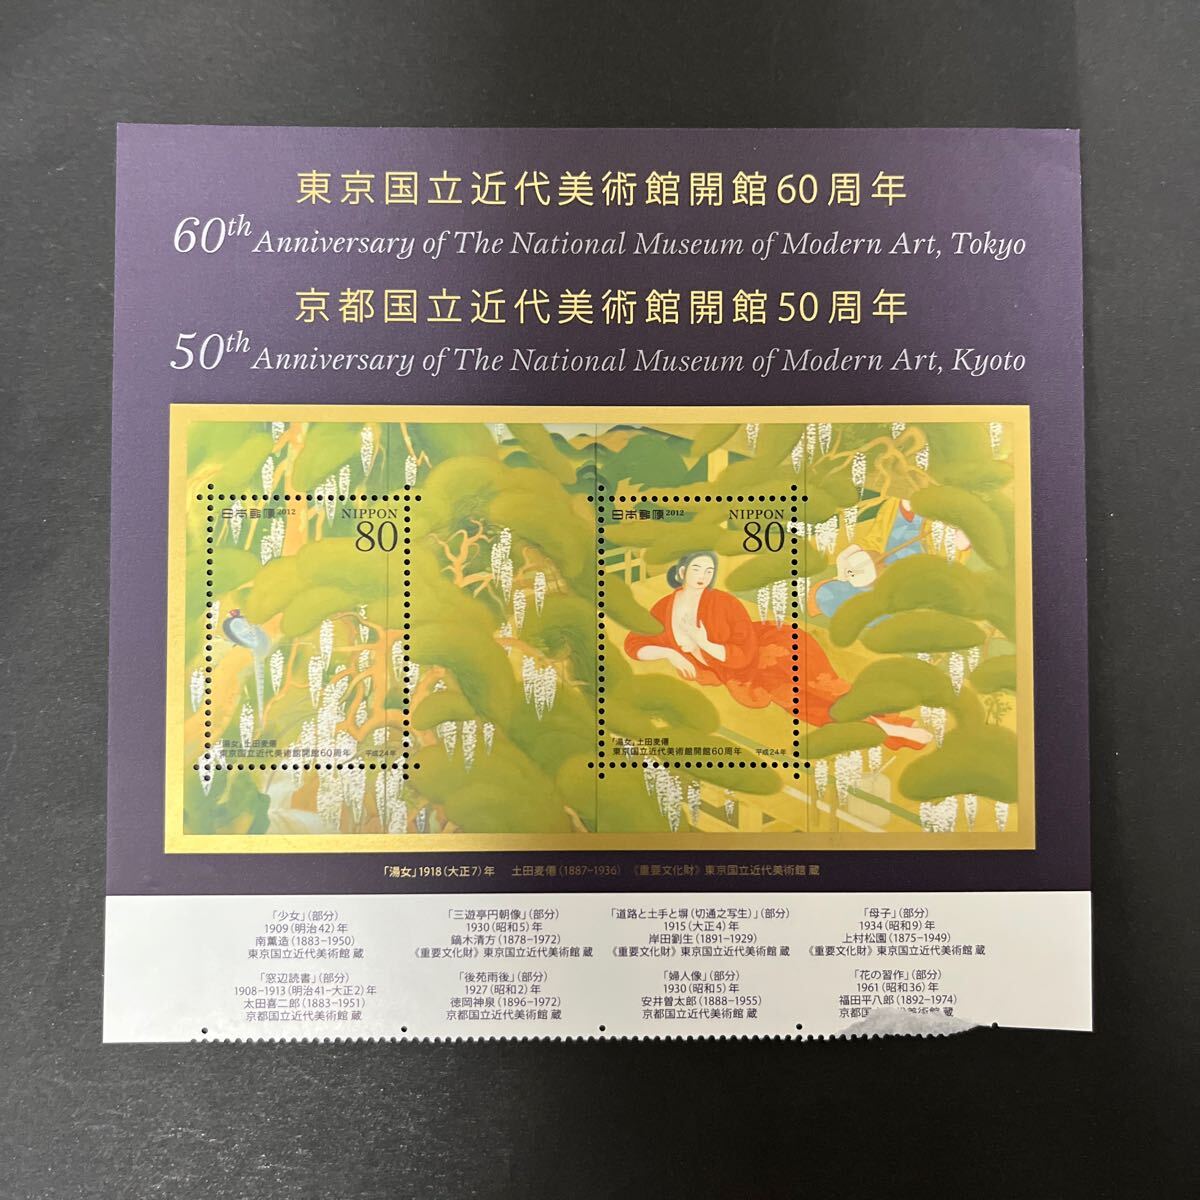 東京国立近代美術館開館60周年
60th Anniversary of The National Museum of Modern Art, Tokyo
京都国立近代美術館開館50周年
50th Anniversary of The National Museum of Modern Art, Kyoto
日本郵便 2012 NIPPON
80
「湯女」土田麦僊
東京国立近代美術館開館60周年 平成24年
日本郵便 2012 NIPPON
80
「湯女」土田麦僊
東京国立近代美術館開館60周年 平成24年
「湯女」1918(大正7)年 土田麦僊(1887-1936) 《重要文化財》東京国立近代美術館 蔵
「少女」(部分)
1909(明治42)年
南薫造(1883-1950)
東京国立近代美術館 蔵
「三遊亭円朝像」(部分)
1930(昭和5)年
鏑木清方(1878-1972)
《重要文化財》東京国立近代美術館 蔵
「道路と土手と塀(切通之写生)」(部分)
1915(大正4)年
岸田劉生(1891-1929)
《重要文化財》東京国立近代美術館 蔵
「母子」(部分)
1934(昭和9)年
上村松園(1875-1949)
《重要文化財》東京国立近代美術館 蔵
「窓辺読書」(部分)
1908-1913(明治41-大正2)年
太田喜二郎(1883-1951)
京都国立近代美術館 蔵
「後苑雨後」(部分)
1927(昭和2)年
徳岡神泉(1896-1972)
京都国立近代美術館 蔵
「婦人像」(部分)
1930(昭和5)年
安井曽太郎(1888-1955)
京都国立近代美術館 蔵
「花の習作」(部分)
1961(昭和36)年
福田平八郎(1892-1974)
京都国 美術館 蔵